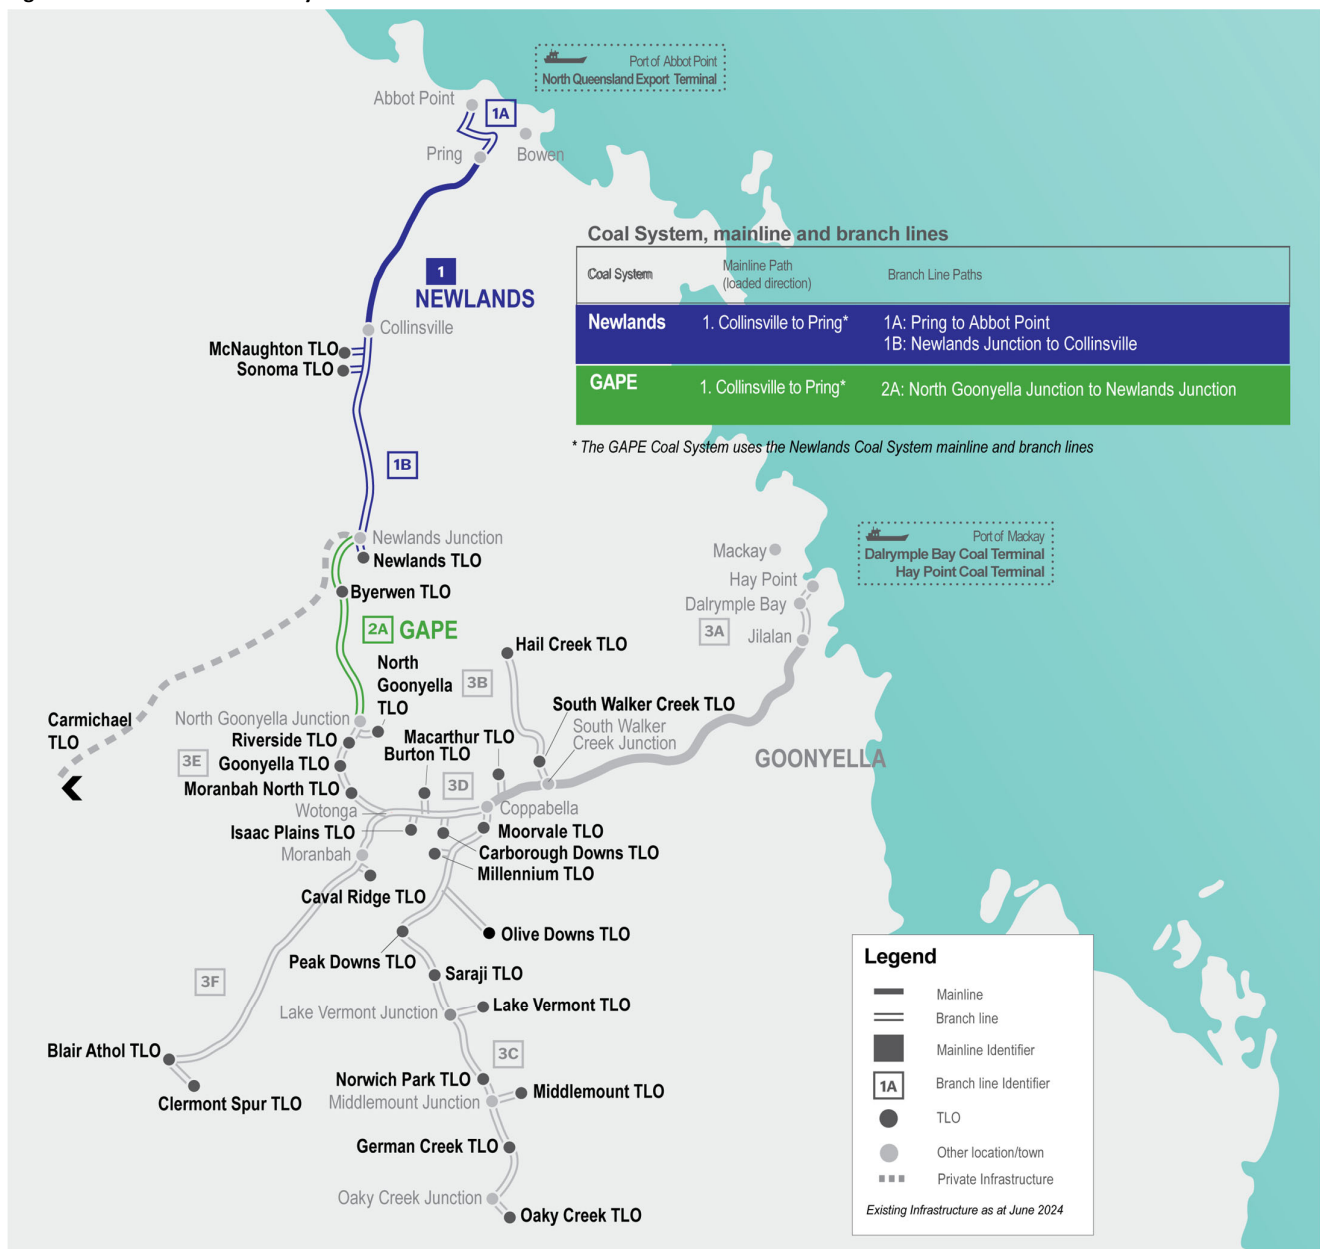 Port of Abbot Point
North Queensland Export Terminal
Abbot Point
1A
Pring
Bowen
Coal System, mainline and branch lines
Coal System
Mainline Path
(loaded direction)
Branch Line Paths
Newlands
1. Collinsville to Pring*
1A: Pring to Abbot Point
1B: Newlands Junction to Collinsville
GAPE
1. Collinsville to Pring*
2A: North Goonyella Junction to Newlands Junction
* The GAPE Coal System uses the Newlands Coal System mainline and branch lines
1
NEWLANDS
Collinsville
McNaughton TLO
Sonoma TLO
1B
Newlands Junction
Newlands TLO
Byerwen TLO
2A GAPE
Port of Mackay
Dalrymple Bay Coal Terminal
Hay Point Coal Terminal
Mackay
Hay Point
Dalrymple Bay
3A
Jilalan
Hail Creek TLO
3B
North
Goonyella
TLO
South Walker Creek TLO
South Walker
Creek Junction
GOONYELLA
Carmichael
TLO
North Goonyella Junction
Riverside TLO
Macarthur TLO
Burton TLO
3E
Goonyella TLO
3D
Moranbah North TLO
Wotonga
Coppabella
Isaac Plains TLO
Moorvale TLO
Moranbah
Carborough Downs TLO
Millennium TLO
Caval Ridge TLO
Olive Downs TLO
Peak Downs TLO
Saraji TLO
3F
Lake Vermont TLO
Lake Vermont Junction
Blair Athol TLO
3C
Clermont Spur TLO
Norwich Park TLO
Middlemount TLO
Middlemount Junction
German Creek TLO
Oaky Creek Junction
Oaky Creek TLO
Legend
Mainline
Branch line
Mainline Identifier
1A
Branch line Identifier
TLO
Other location/town
Private Infrastructure
Existing Infrastructure as at June 2024